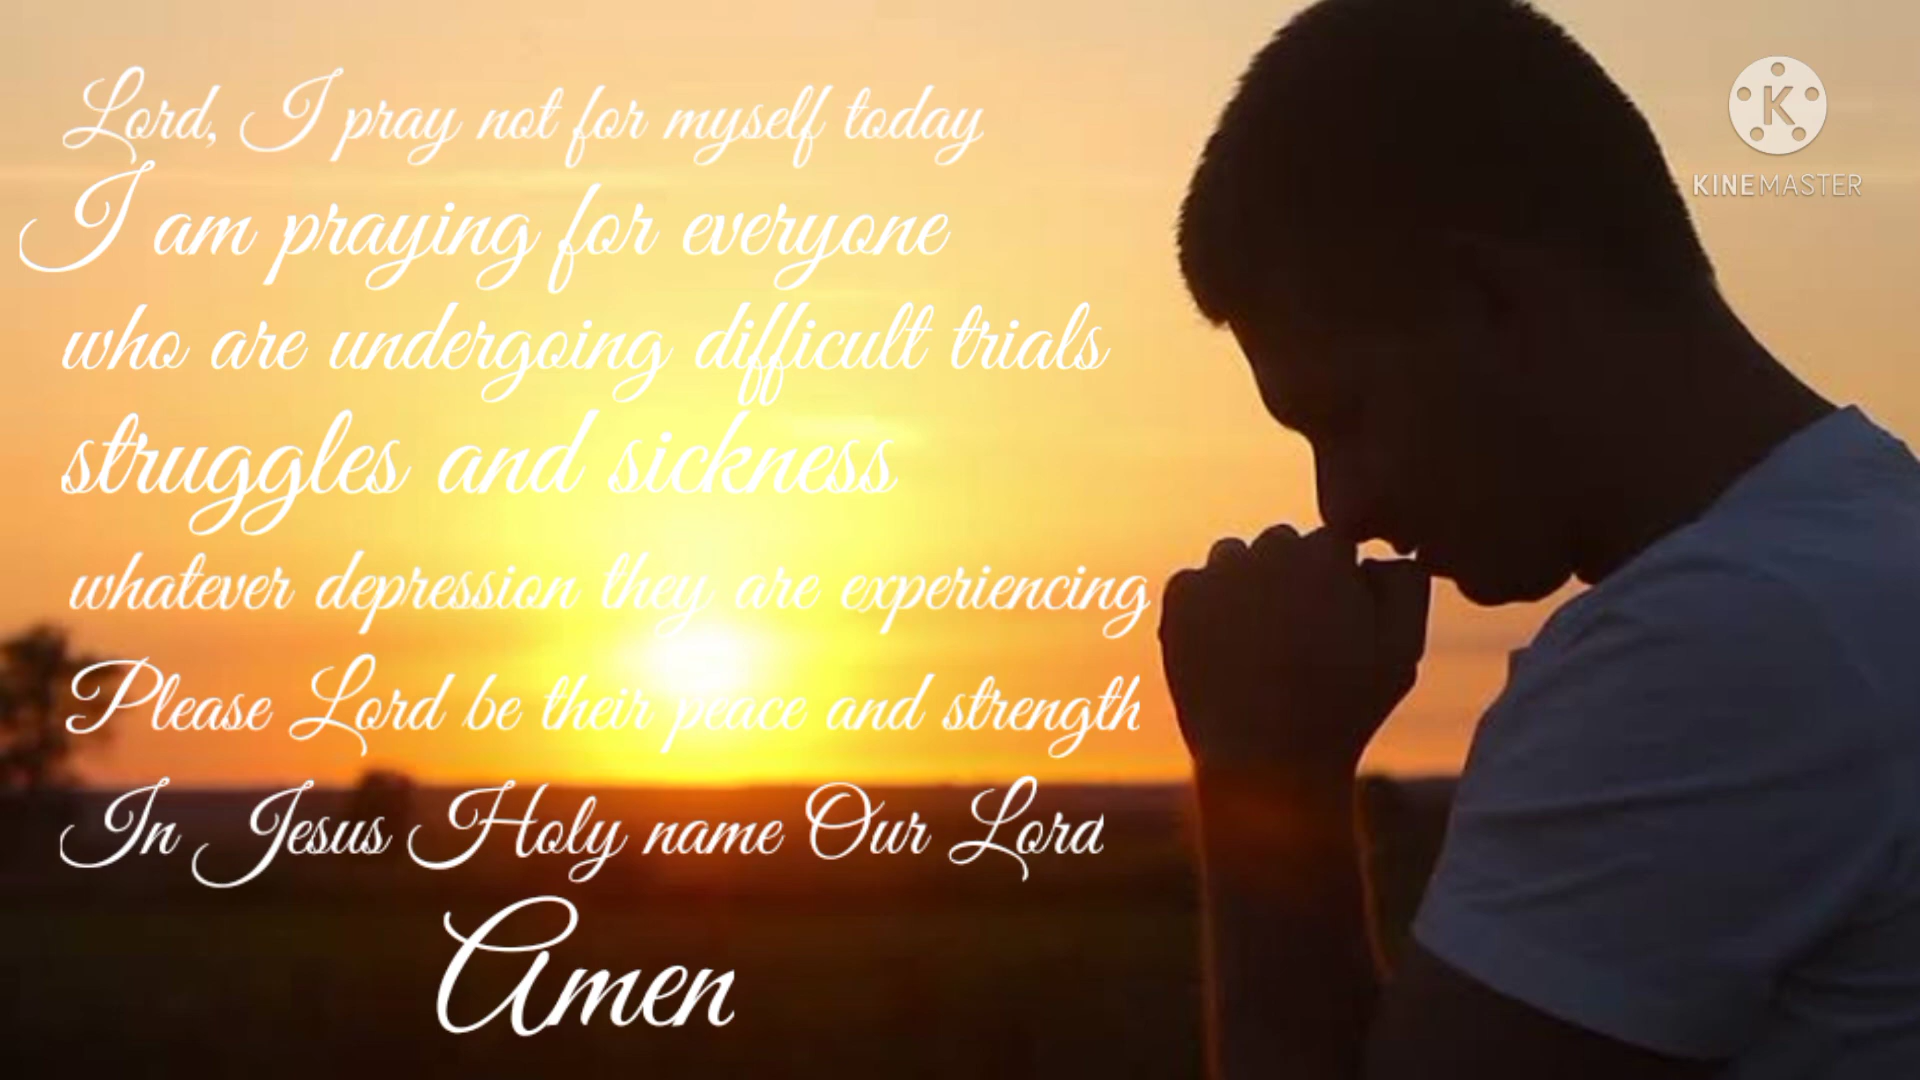 Lord, I pray not for myself today
I am praying for everyone
who are undergoing difficult trials
struggles and sickness
whatever depression they are experiencing
Please Lord be their peace and strength
In Jesus Holy name Our Lord
Amen
K
KINEMASTER